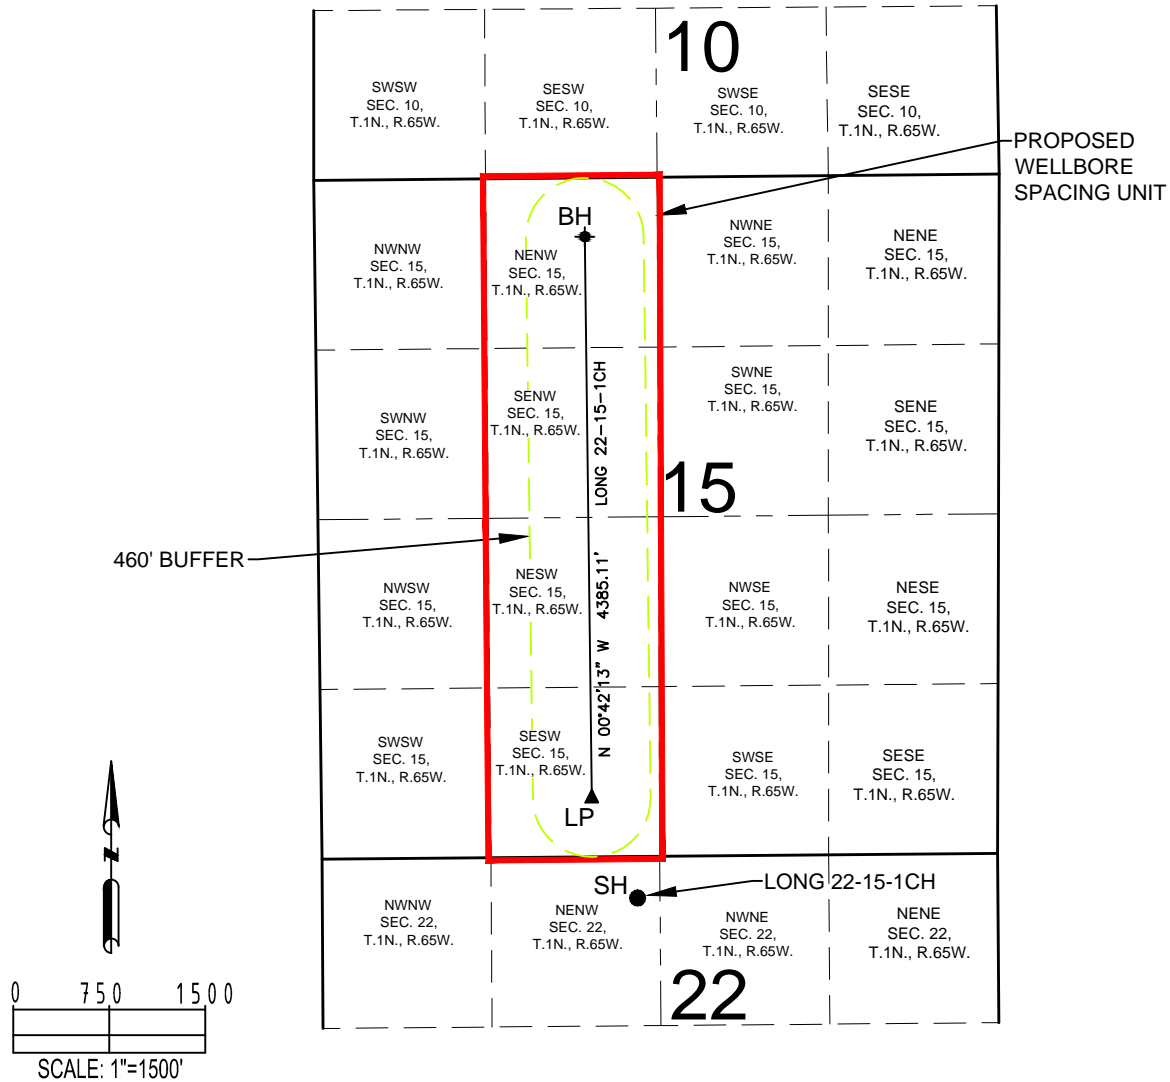 10
SWSW
SEC. 10,
T.1N., R.65W.
SESW
SEC. 10,
T.1N., R.65W.
SWSE
SEC. 10,
T.1N., R.65W.
SESE
SEC. 10,
T.1N., R.65W.
PROPOSED
WELLBORE
SPACING UNIT
BH
NWNW
SEC. 15,
T.1N., R.65W.
NENW
SEC. 15,
T.1N., R.65W.
NWNE
SEC. 15,
T.1N., R.65W.
NENE
SEC. 15,
T.1N., R.65W.
SWNW
SEC. 15,
T.1N., R.65W.
SENW
SEC. 15,
T.1N., R.65W.
LONG 22-15-1CH
SWNE
SEC. 15,
T.1N., R.65W.
SENE
SEC. 15,
T.1N., R.65W.
15
460' BUFFER
NWSW
SEC. 15,
T.1N., R.65W.
NESW
SEC. 15,
T.1N., R.65W.
N 00°42'13" W 4385.11'
NWSE
SEC. 15,
T.1N., R.65W.
NESE
SEC. 15,
T.1N., R.65W.
SWSW
SEC. 15,
T.1N., R.65W.
SESW
SEC. 15,
T.1N., R.65W.
SWSE
SEC. 15,
T.1N., R.65W.
SESE
SEC. 15,
T.1N., R.65W.
LP
SH
LONG 22-15-1CH
NWNW
SEC. 22,
T.1N., R.65W.
NENW
SEC. 22,
T.1N., R.65W.
NWNE
SEC. 22,
T.1N., R.65W.
NENE
SEC. 22,
T.1N., R.65W.
22
N
0 750 1500
SCALE: 1"=1500'